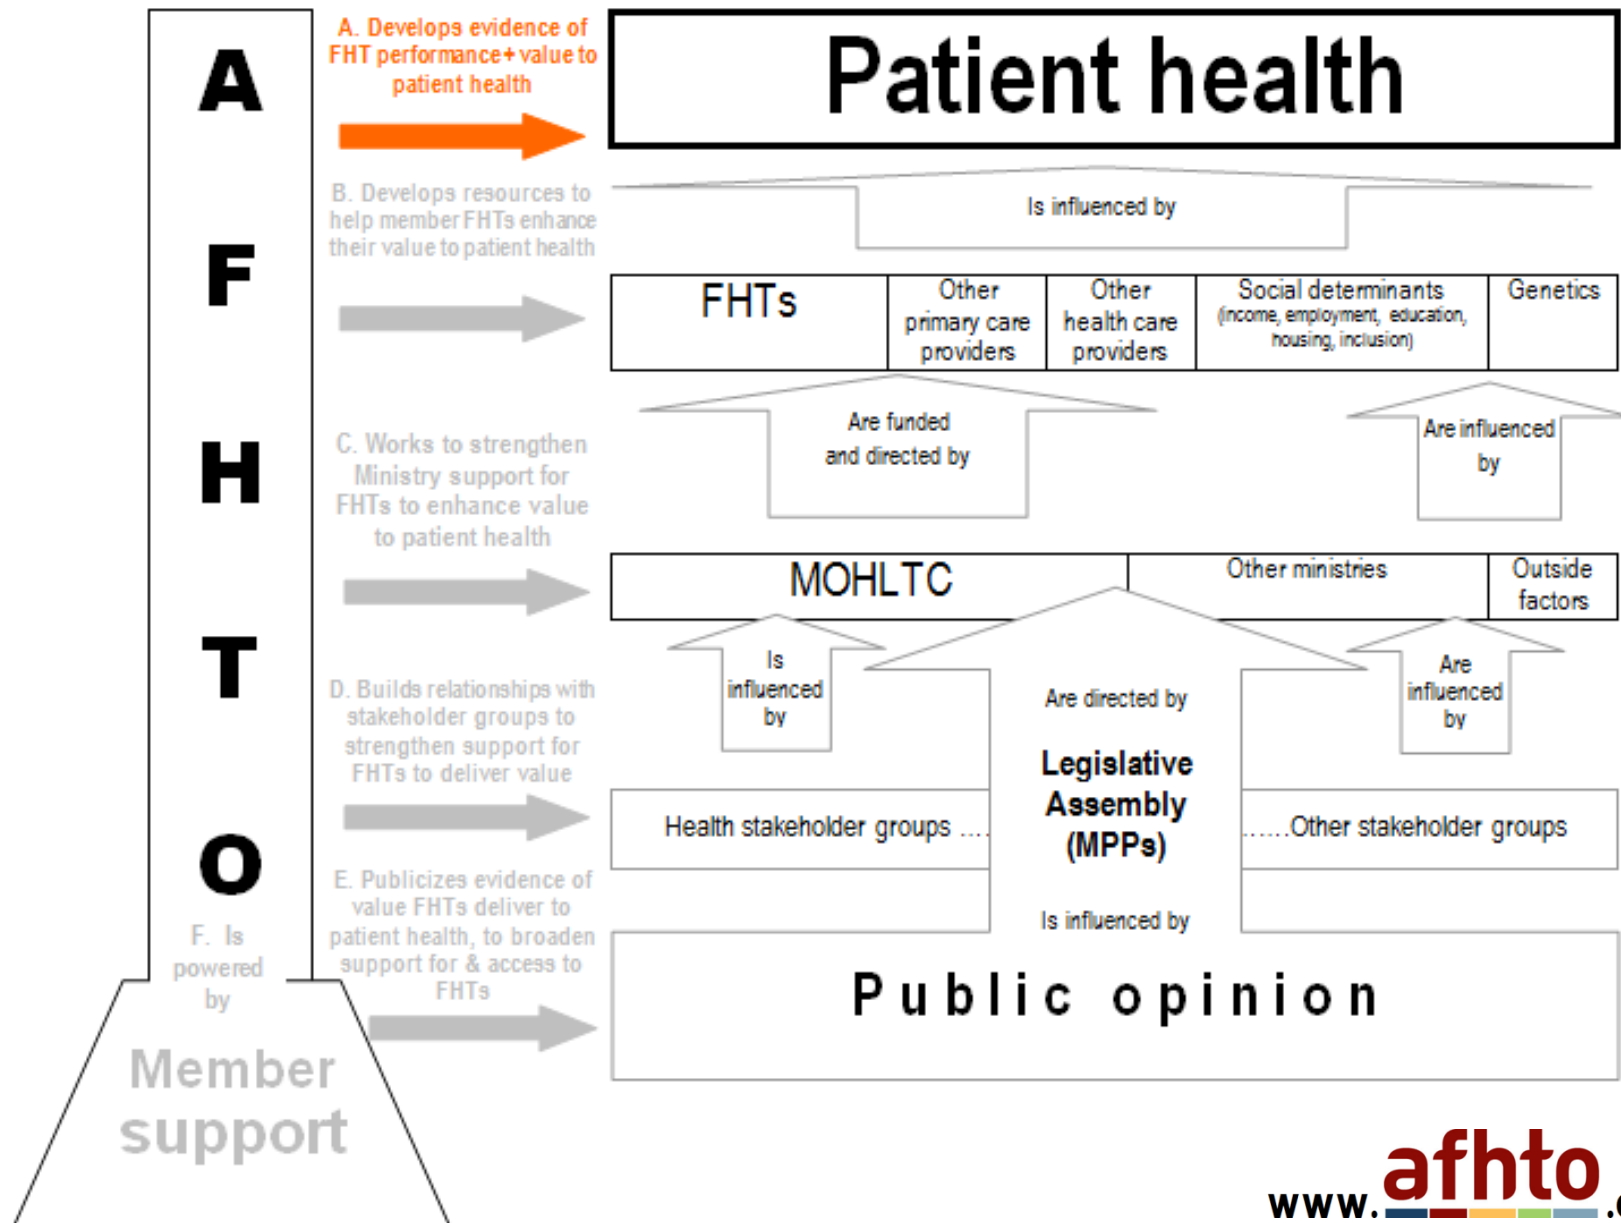 A
F
H
T
O
F. Is
powered
by
Member
support
A. Develops evidence of
FHT performance+ value to
patient health
B. Develops resources to
help member FHTs enhance
their value to patient health
C. Works to strengthen
Ministry support for
FHTs to enhance value
to patient health
D. Builds relationships with
stakeholder groups to
strengthen support for
FHTs to deliver value
E. Publicizes evidence of
value FHTs deliver to
patient health, to broaden
support for & access to
FHTs
Patient health
Is influenced by
FHTs
Other
primary care
providers
Other
health care
providers
Social determinants
(income, employment, education,
housing, inclusion)
Genetics
Are funded
and directed by
Are influenced
by
MOHLTC
Other ministries
Outside
factors
Is
influenced
by
Are directed by
Are
influenced
by
Legislative
Assembly
(MPPs)
Health stakeholder groups ....
......Other stakeholder groups
Is influenced by
Public opinion
www.afhto.